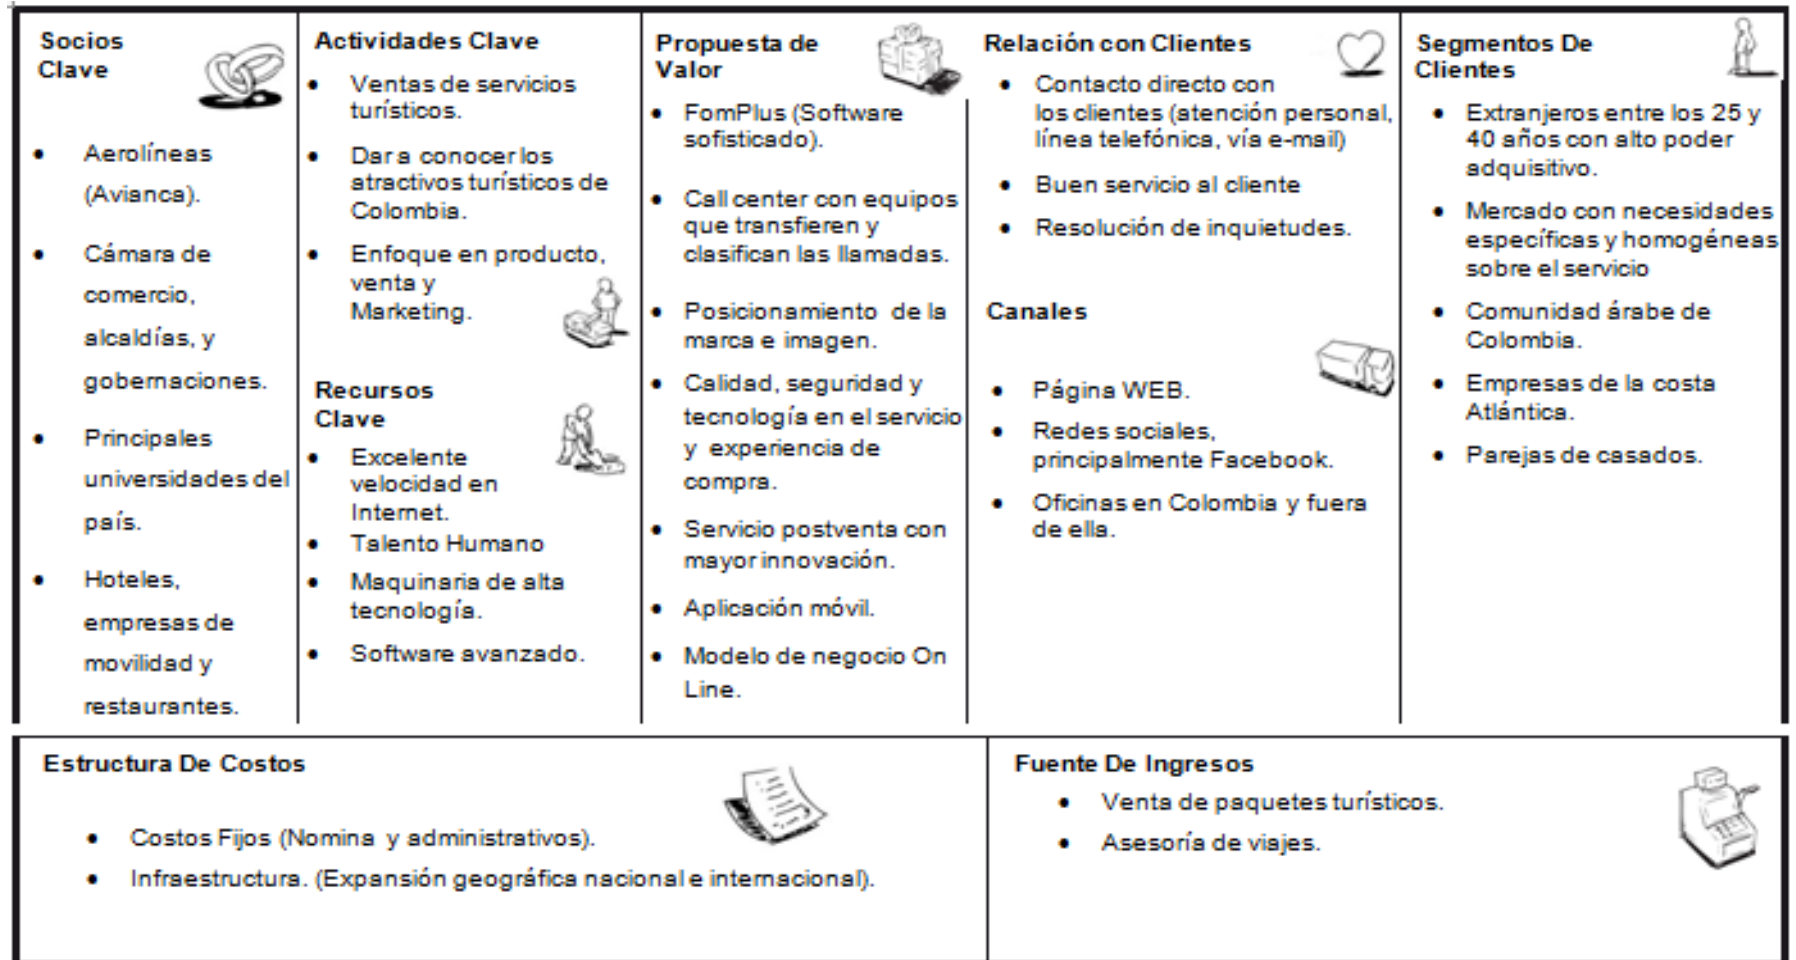 Socios
Clave
• Aerolíneas
(Avianca).
• Cámara de
comercio,
alcaldías, y
gobernaciones.
• Principales
universidades del
país.
• Hoteles,
empresas de
movilidad y
restaurantes.
Actividades Clave
• Ventas de servicios
turísticos.
• Dar a conocer los
atractivos turísticos de
Colombia.
• Enfoque en producto,
venta y
Marketing.
Recursos
Clave
• Excelente
velocidad en
Internet.
• Talento Humano
• Maquinaria de alta
tecnología.
• Software avanzado.
Propuesta de
Valor
• FomPlus (Software
sofisticado).
• Call center con equipos
que transfieren y
clasifican las llamadas.
• Posicionamiento de la
marca e imagen.
• Calidad, seguridad y
tecnología en el servicio
y experiencia de
compra.
• Servicio postventa con
mayor innovación.
• Aplicación móvil.
• Modelo de negocio On
Line.
Relación con Clientes
• Contacto directo con
los clientes (atención personal,
línea telefónica, vía e-mail)
• Buen servicio al cliente
• Resolución de inquietudes.
Canales
• Página WEB.
• Redes sociales,
principalmente Facebook.
• Oficinas en Colombia y fuera
de ella.
Segmentos De
Clientes
• Extranjeros entre los 25 y
40 años con alto poder
adquisitivo.
• Mercado con necesidades
específicas y homogéneas
sobre el servicio
• Comunidad árabe de
Colombia.
• Empresas de la costa
Atlántica.
• Parejas de casados.
Estructura De Costos
• Costos Fijos (Nomina y administrativos).
• Infraestructura. (Expansión geográfica nacional e internacional).
Fuente De Ingresos
• Venta de paquetes turísticos.
• Asesoría de viajes.